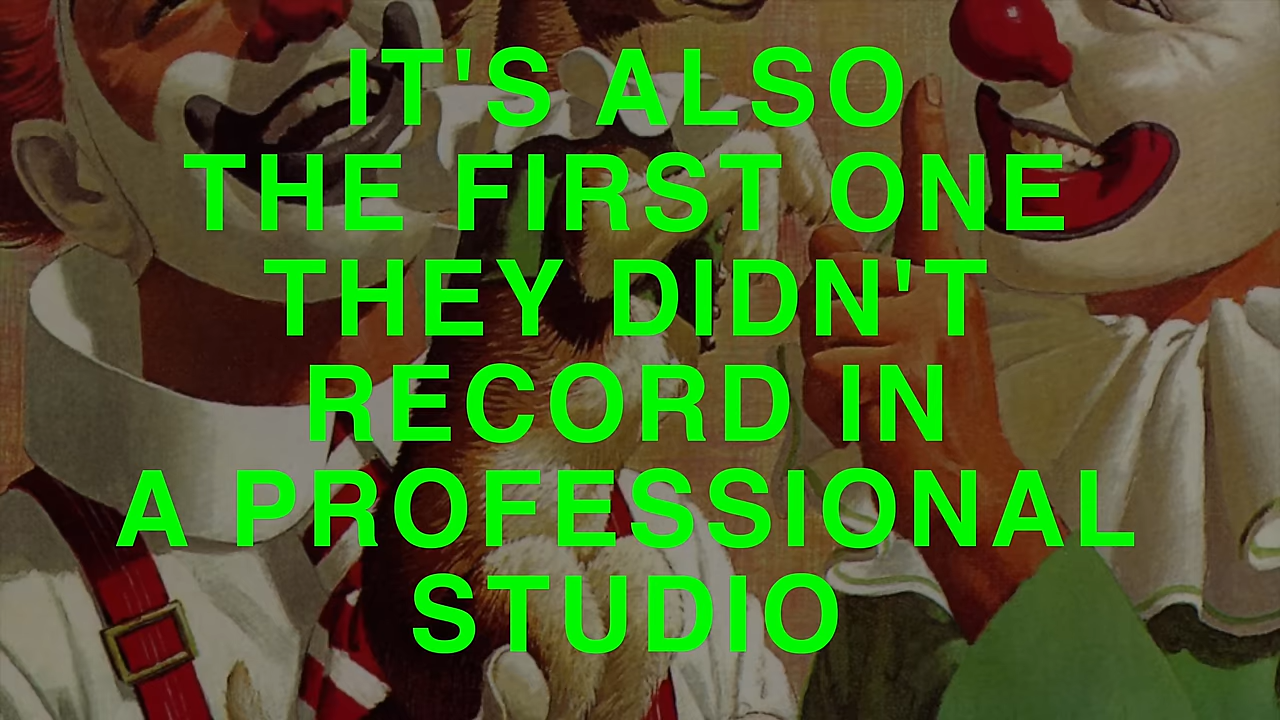 IT'S ALSO
THE FIRST ONE
THEY DIDN'T
RECORD IN
A PROFESSIONAL
STUDIO